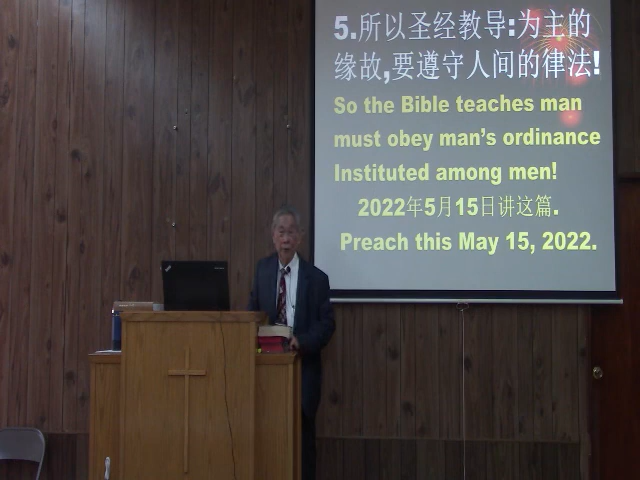 5.所以圣经教导:为主的
缘故,要遵守人间的律法!
So the Bible teaches man
must obey man's ordinance
Instituted among men!
2022年5月15日讲这篇.
Preach this May 15, 2022.